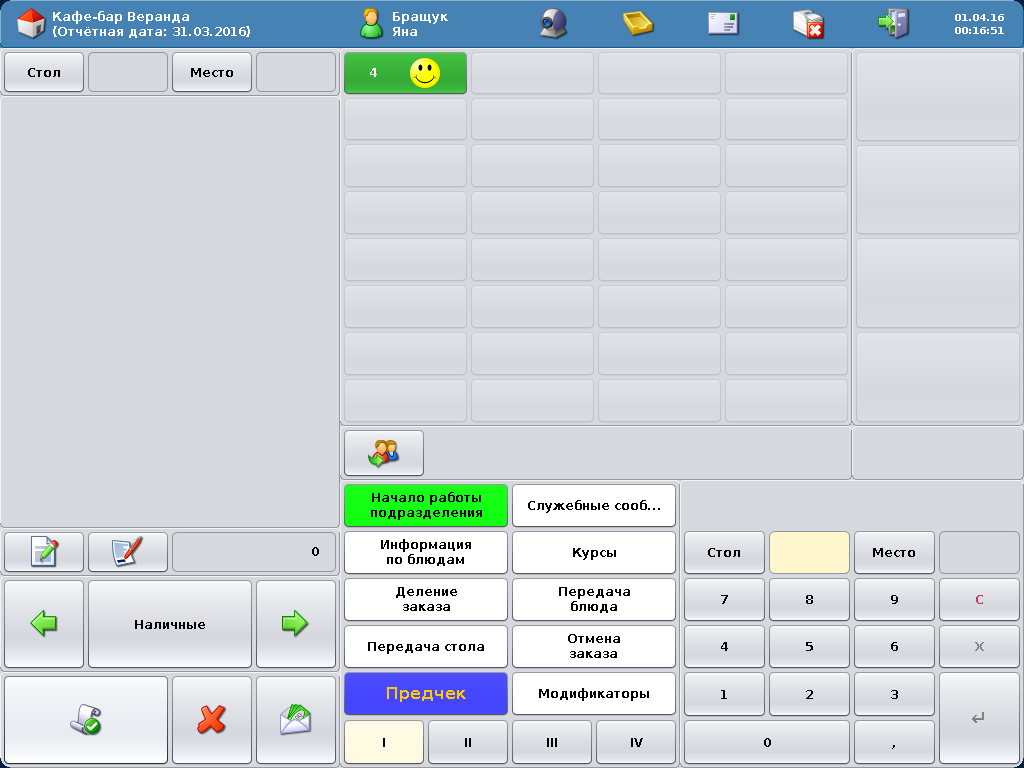 Кафе-бар Веранда
(Отчётная дата: 31.03.2016)
Бращук
Яна
01.04.16
00:16:51
Стол
Место
4
Начало работы
подразделения
Служебные сооб...
Информация
по блюдам
Курсы
Стол
Место
0
Деление
заказа
Передача
блюда
7
8
9
C
Наличные
Передача стола
Отмена
заказа
4
5
6
X
Предчек
Модификаторы
1
2
3
↵
I
II
III
IV
0
,